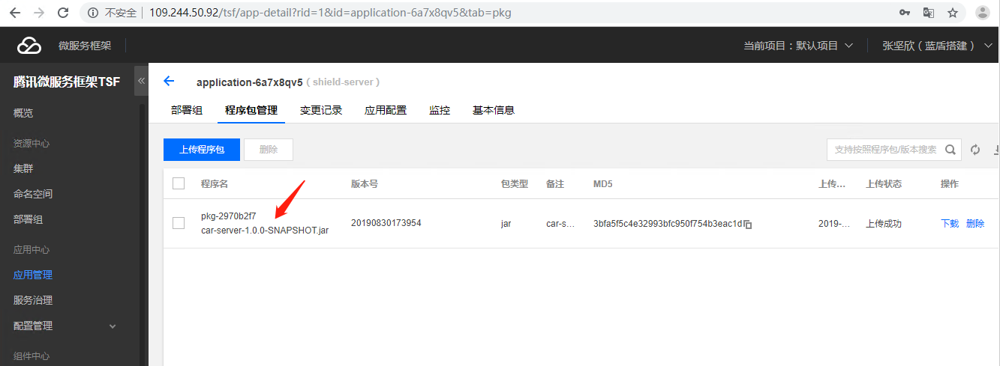 不安全 | 109.244.50.92/tsf/app-detail?rid=1&id=application-6a7x8qv5&tab=pkg
微服务框架
当前项目：默认项目
张坚欣（蓝盾搭建）
腾讯微服务框架TSF
概览
资源中心
集群
命名空间
部署组
应用中心
应用管理
服务治理
配置管理
组件中心
application-6a7x8qv5（shield-server）
部署组 程序包管理 变更记录 应用配置 监控 基本信息
上传程序包 删除 支持按照程序包/版本搜索
程序名 版本号 包类型 备注 MD5 上传... 上传状态 操作
pkg-2970b2f7
car-server-1.0.0-SNAPSHOT.jar
20190830173954 jar car-s... 3bfa5f5c4e32993bfc950f754b3eac1d 2019-... 上传成功 下载 删除